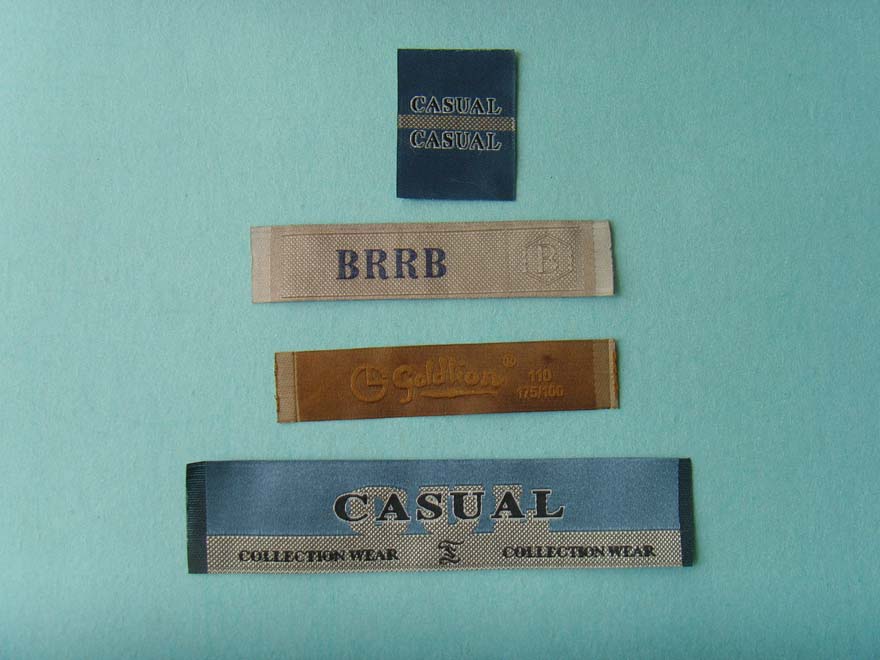 CASUAL
CASUAL
BRRB B
Goldlion® 110
175/100
CASUAL
COLLECTION WEAR COLLECTION WEAR